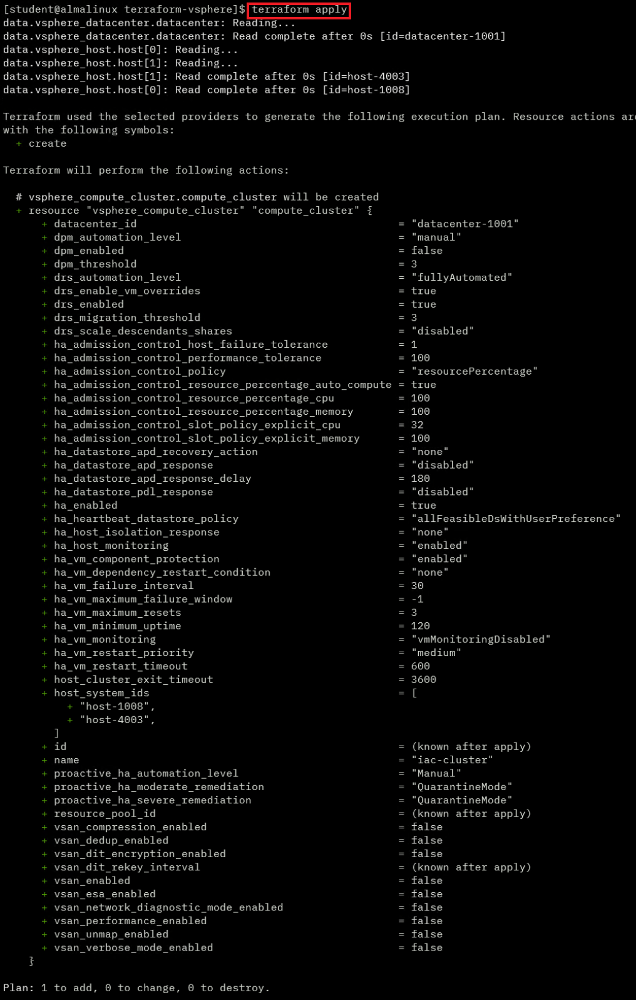 [student@almalinux terraform-vsphere]$ terraform apply
data.vsphere_datacenter.datacenter: Reading...
data.vsphere_datacenter.datacenter: Read complete after 0s [id=datacenter-1001]
data.vsphere_host.host[0]: Reading...
data.vsphere_host.host[1]: Reading...
data.vsphere_host.host[1]: Read complete after 0s [id=host-4003]
data.vsphere_host.host[0]: Read complete after 0s [id=host-1008]
Terraform used the selected providers to generate the following execution plan. Resource actions are
with the following symbols:
+ create
Terraform will perform the following actions:
# vsphere_compute_cluster.compute_cluster will be created
+ resource "vsphere_compute_cluster" "compute_cluster" {
+ datacenter_id = "datacenter-1001"
+ dpm_automation_level = "manual"
+ dpm_enabled = false
+ dpm_threshold = 3
+ drs_automation_level = "fullyAutomated"
+ drs_enable_vm_overrides = true
+ drs_enabled = true
+ drs_migration_threshold = 3
+ drs_scale_descendants_shares = "disabled"
+ ha_admission_control_host_failure_tolerance = 1
+ ha_admission_control_performance_tolerance = 100
+ ha_admission_control_policy = "resourcePercentage"
+ ha_admission_control_resource_percentage_auto_compute = true
+ ha_admission_control_resource_percentage_cpu = 100
+ ha_admission_control_resource_percentage_memory = 100
+ ha_admission_control_slot_policy_explicit_cpu = 32
+ ha_admission_control_slot_policy_explicit_memory = 100
+ ha_datastore_apd_recovery_action = "none"
+ ha_datastore_apd_response = "disabled"
+ ha_datastore_apd_response_delay = 180
+ ha_datastore_pdl_response = "disabled"
+ ha_enabled = true
+ ha_heartbeat_datastore_policy = "allFeasibleDsWithUserPreference"
+ ha_host_isolation_response = "none"
+ ha_host_monitoring = "enabled"
+ ha_vm_component_protection = "enabled"
+ ha_vm_dependency_restart_condition = "none"
+ ha_vm_failure_interval = 30
+ ha_vm_maximum_failure_window = -1
+ ha_vm_maximum_resets = 3
+ ha_vm_minimum_uptime = 120
+ ha_vm_monitoring = "vmMonitoringDisabled"
+ ha_vm_restart_priority = "medium"
+ ha_vm_restart_timeout = 600
+ host_cluster_exit_timeout = 3600
+ host_system_ids = [
+ "host-1008",
+ "host-4003",
]
+ id = (known after apply)
+ name = "iac-cluster"
+ proactive_ha_automation_level = "Manual"
+ proactive_ha_moderate_remediation = "QuarantineMode"
+ proactive_ha_severe_remediation = "QuarantineMode"
+ resource_pool_id = (known after apply)
+ vsan_compression_enabled = false
+ vsan_dedup_enabled = false
+ vsan_dit_encryption_enabled = false
+ vsan_dit_rekey_interval = (known after apply)
+ vsan_enabled = false
+ vsan_esa_enabled = false
+ vsan_network_diagnostic_mode_enabled = false
+ vsan_performance_enabled = false
+ vsan_unmap_enabled = false
+ vsan_verbose_mode_enabled = false
}
Plan: 1 to add, 0 to change, 0 to destroy.